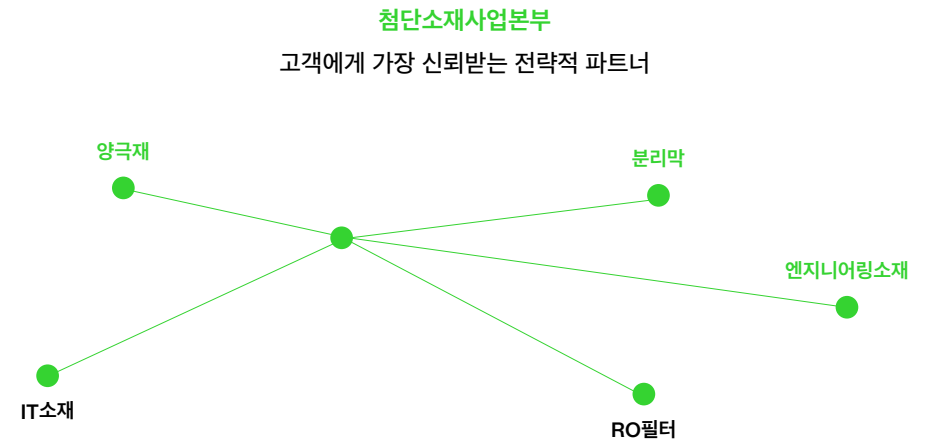 첨단소재사업본부
고객에게 가장 신뢰받는 전략적 파트너
양극재
분리막
엔지니어링소재
IT소재
RO필터